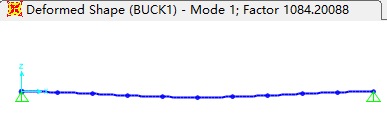 Deformed Shape (BUCK1) - Mode 1; Factor 1084.20088